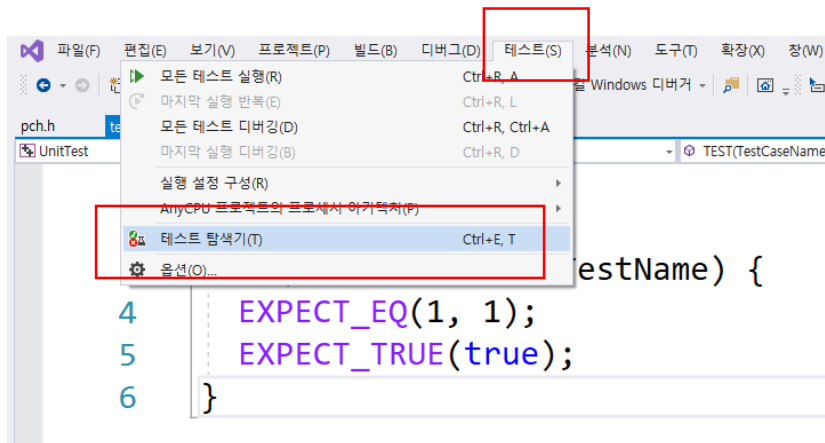 파일(F) 편집(E) 보기(V) 프로젝트(P) 빌드(B) 디버그(D) 테스트(S) 분석(N) 도구(T) 확장(X) 창(W)
모든 테스트 실행(R) Ctrl+R, A
Windows 디버거
마지막 실행 반복(E) Ctrl+R, L
pch.h
모든 테스트 디버깅(D) Ctrl+R, Ctrl+A
UnitTest
마지막 실행 디버깅(B) Ctrl+R, D
TEST(TestCaseName
실행 설정 구성(R)
AnyCPU 프로젝트의 프로세서 아키텍처(P)
테스트 탐색기(T) Ctrl+E, T
옵션(O)...
estName) {
4 EXPECT_EQ(1, 1);
5 EXPECT_TRUE(true);
6 }